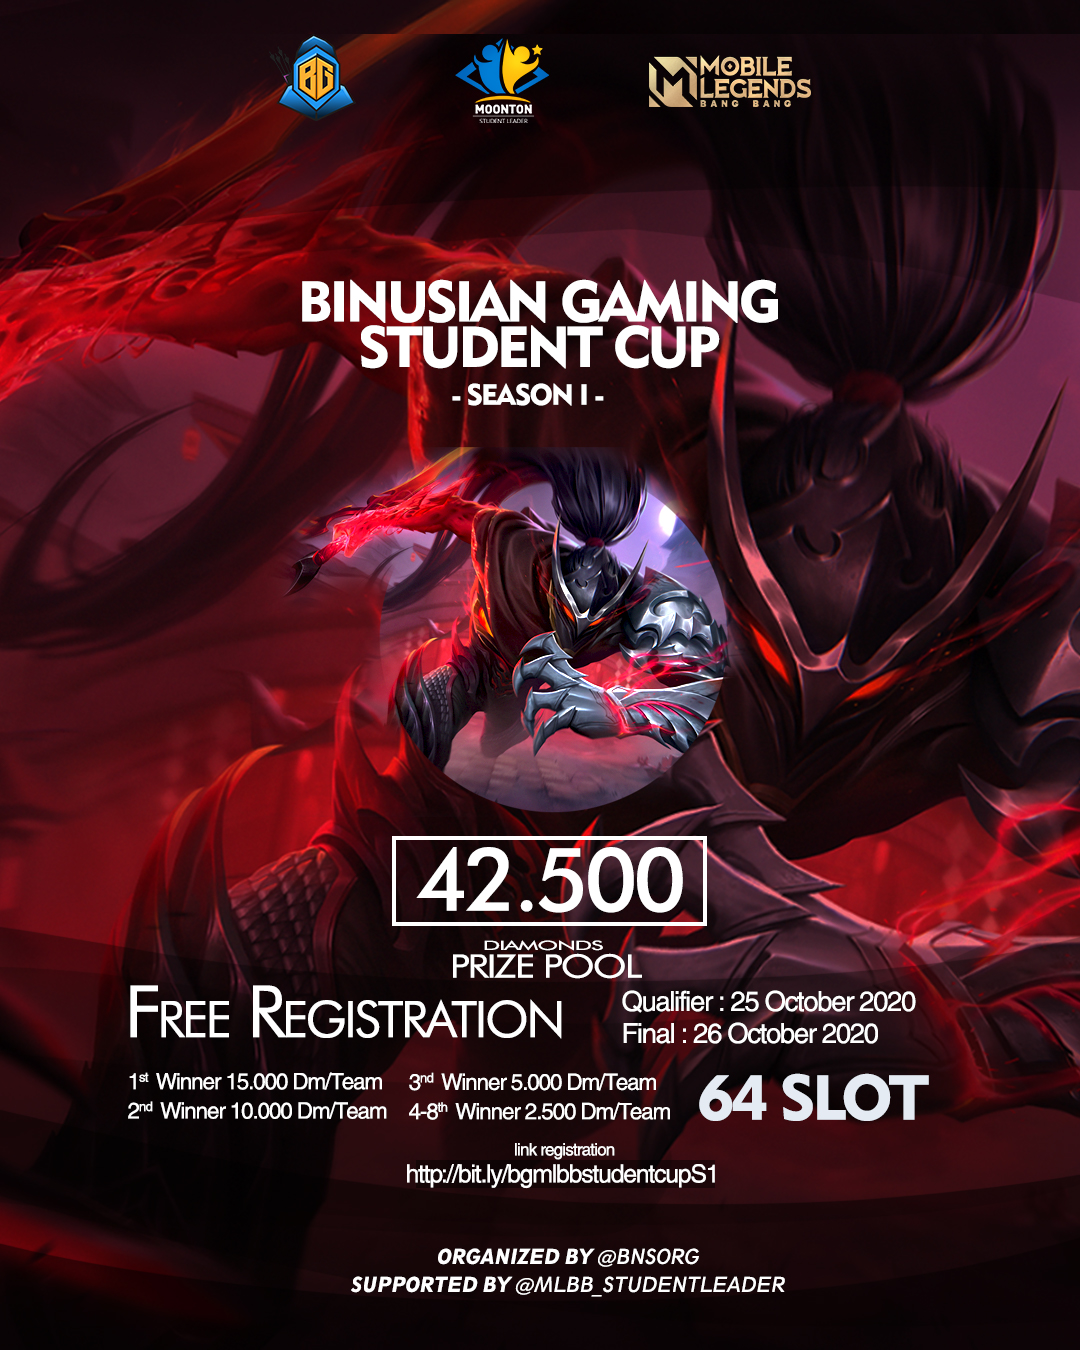 BG
MOONTON
STUDENT LEADER
MOBILE
LEGENDS
BANG BANG
BINUSIAN GAMING
STUDENT CUP
- SEASON I -
42.500
DIAMONDS
PRIZE POOL
FREE REGISTRATION
Qualifier : 25 October 2020
Final : 26 October 2020
1st Winner 15.000 Dm/Team
2nd Winner 10.000 Dm/Team
3nd Winner 5.000 Dm/Team
4-8th Winner 2.500 Dm/Team
64 SLOT
link registration
http://bit.ly/bgmlbbstudentcupS1
ORGANIZED BY @BNSORG
SUPPORTED BY @MLBB_STUDENTLEADER